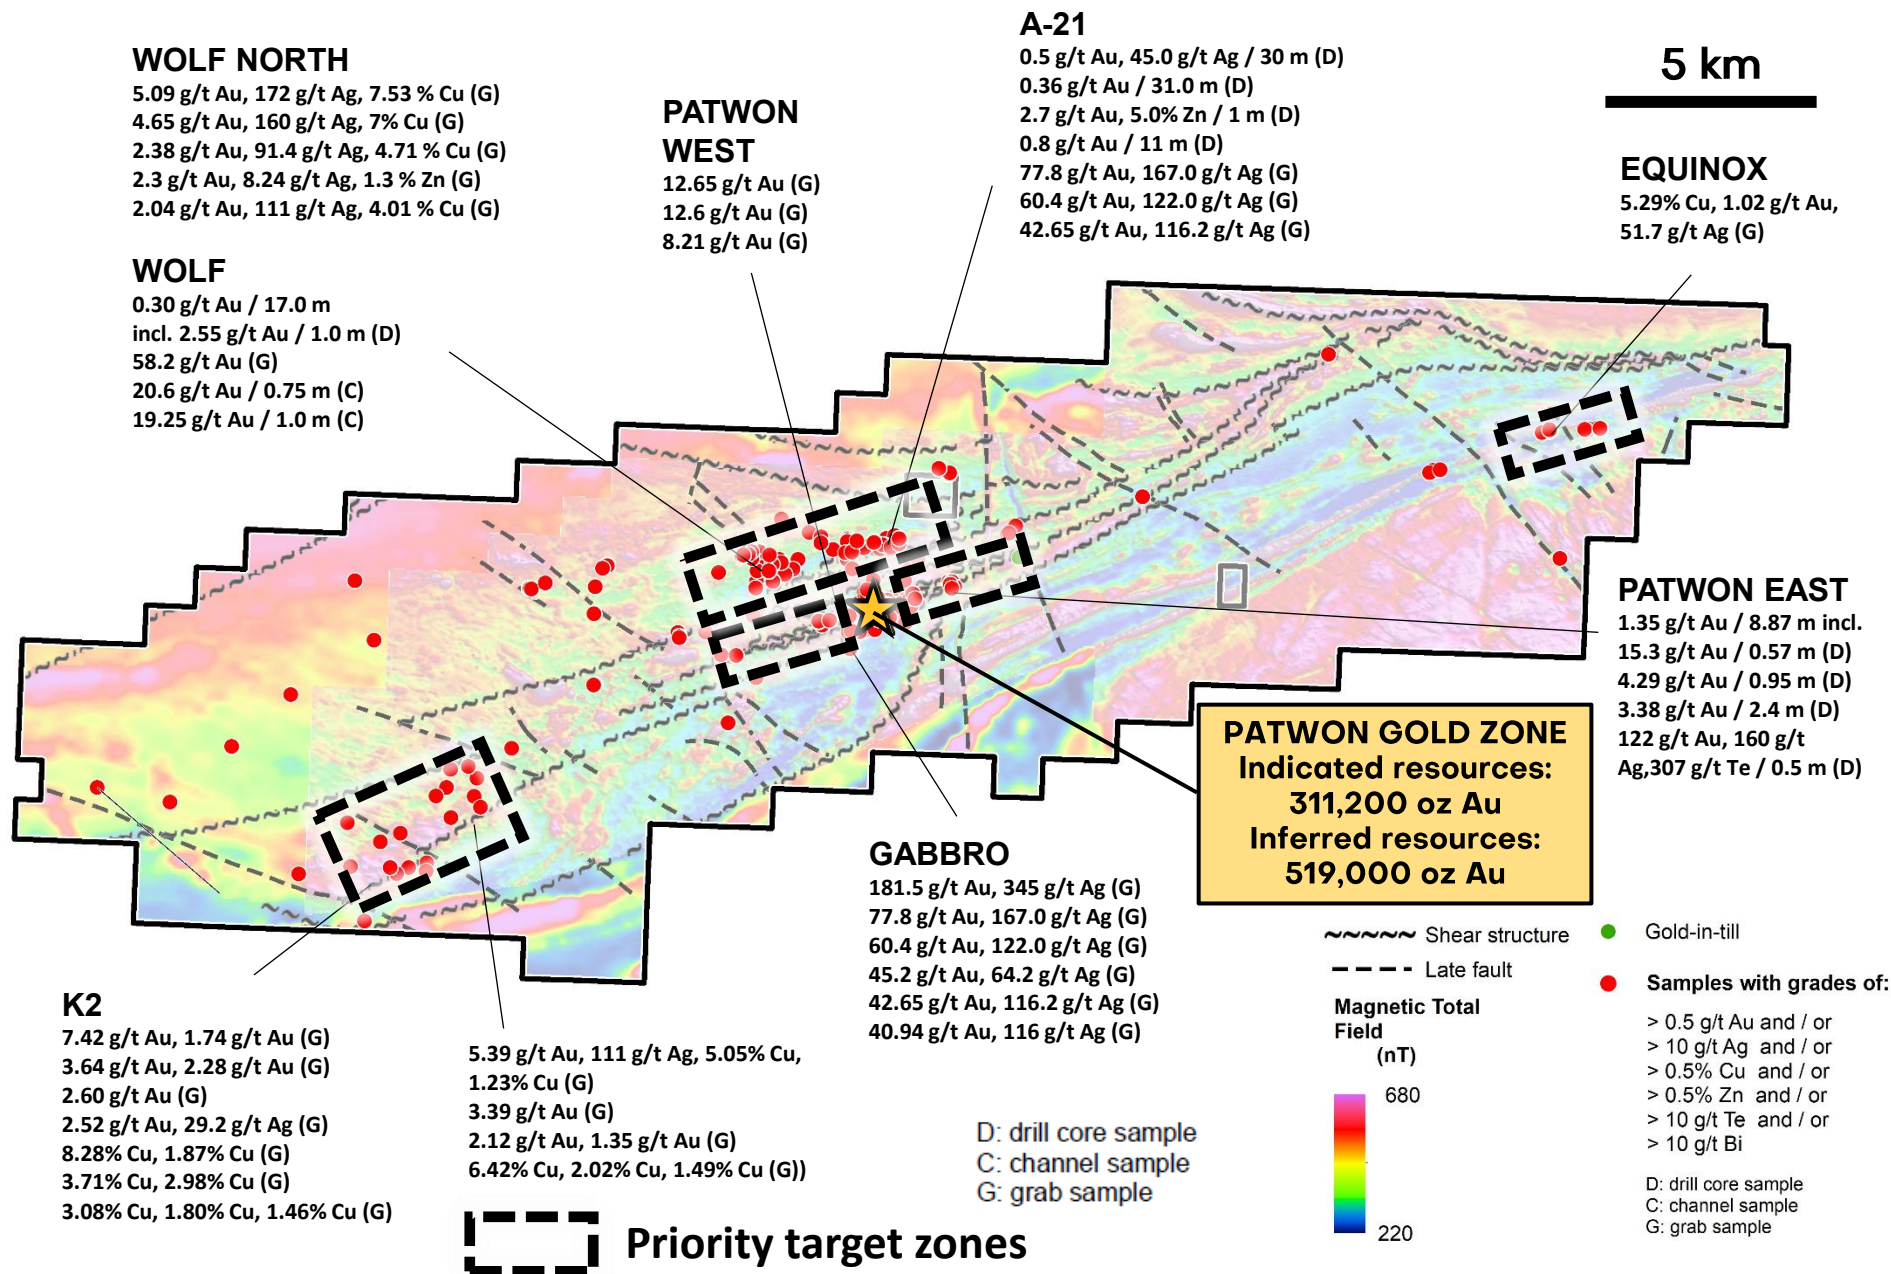 WOLF NORTH
5.09 g/t Au, 172 g/t Ag, 7.53 % Cu (G)
4.65 g/t Au, 160 g/t Ag, 7% Cu (G)
2.38 g/t Au, 91.4 g/t Ag, 4.71 % Cu (G)
2.3 g/t Au, 8.24 g/t Ag, 1.3 % Zn (G)
2.04 g/t Au, 111 g/t Ag, 4.01 % Cu (G)
WOLF
0.30 g/t Au / 17.0 m
incl. 2.55 g/t Au / 1.0 m (D)
58.2 g/t Au (G)
20.6 g/t Au / 0.75 m (C)
19.25 g/t Au / 1.0 m (C)
PATWON
WEST
12.65 g/t Au (G)
12.6 g/t Au (G)
8.21 g/t Au (G)
A-21
0.5 g/t Au, 45.0 g/t Ag / 30 m (D)
0.36 g/t Au / 31.0 m (D)
2.7 g/t Au, 5.0% Zn / 1 m (D)
0.8 g/t Au / 11 m (D)
77.8 g/t Au, 167.0 g/t Ag (G)
60.4 g/t Au, 122.0 g/t Ag (G)
42.65 g/t Au, 116.2 g/t Ag (G)
5 km
EQUINOX
5.29% Cu, 1.02 g/t Au,
51.7 g/t Ag (G)
PATWON EAST
1.35 g/t Au / 8.87 m incl.
15.3 g/t Au / 0.57 m (D)
4.29 g/t Au / 0.95 m (D)
3.38 g/t Au / 2.4 m (D)
122 g/t Au, 160 g/t
Ag,307 g/t Te / 0.5 m (D)
PATWON GOLD ZONE
Indicated resources:
311,200 oz Au
Inferred resources:
519,000 oz Au
GABBRO
181.5 g/t Au, 345 g/t Ag (G)
77.8 g/t Au, 167.0 g/t Ag (G)
60.4 g/t Au, 122.0 g/t Ag (G)
45.2 g/t Au, 64.2 g/t Ag (G)
42.65 g/t Au, 116.2 g/t Ag (G)
40.94 g/t Au, 116 g/t Ag (G)
K2
7.42 g/t Au, 1.74 g/t Au (G)
3.64 g/t Au, 2.28 g/t Au (G)
2.60 g/t Au (G)
2.52 g/t Au, 29.2 g/t Ag (G)
8.28% Cu, 1.87% Cu (G)
3.71% Cu, 2.98% Cu (G)
3.08% Cu, 1.80% Cu, 1.46% Cu (G)
5.39 g/t Au, 111 g/t Ag, 5.05% Cu,
1.23% Cu (G)
3.39 g/t Au (G)
2.12 g/t Au, 1.35 g/t Au (G)
6.42% Cu, 2.02% Cu, 1.49% Cu (G))
Priority target zones
D: drill core sample
C: channel sample
G: grab sample
Shear structure
Late fault
Magnetic Total
Field
(nT)
680
220
Gold-in-till
Samples with grades of:
> 0.5 g/t Au and / or
> 10 g/t Ag and / or
> 0.5% Cu and / or
> 0.5% Zn and / or
> 10 g/t Te and / or
> 10 g/t Bi
D: drill core sample
C: channel sample
G: grab sample